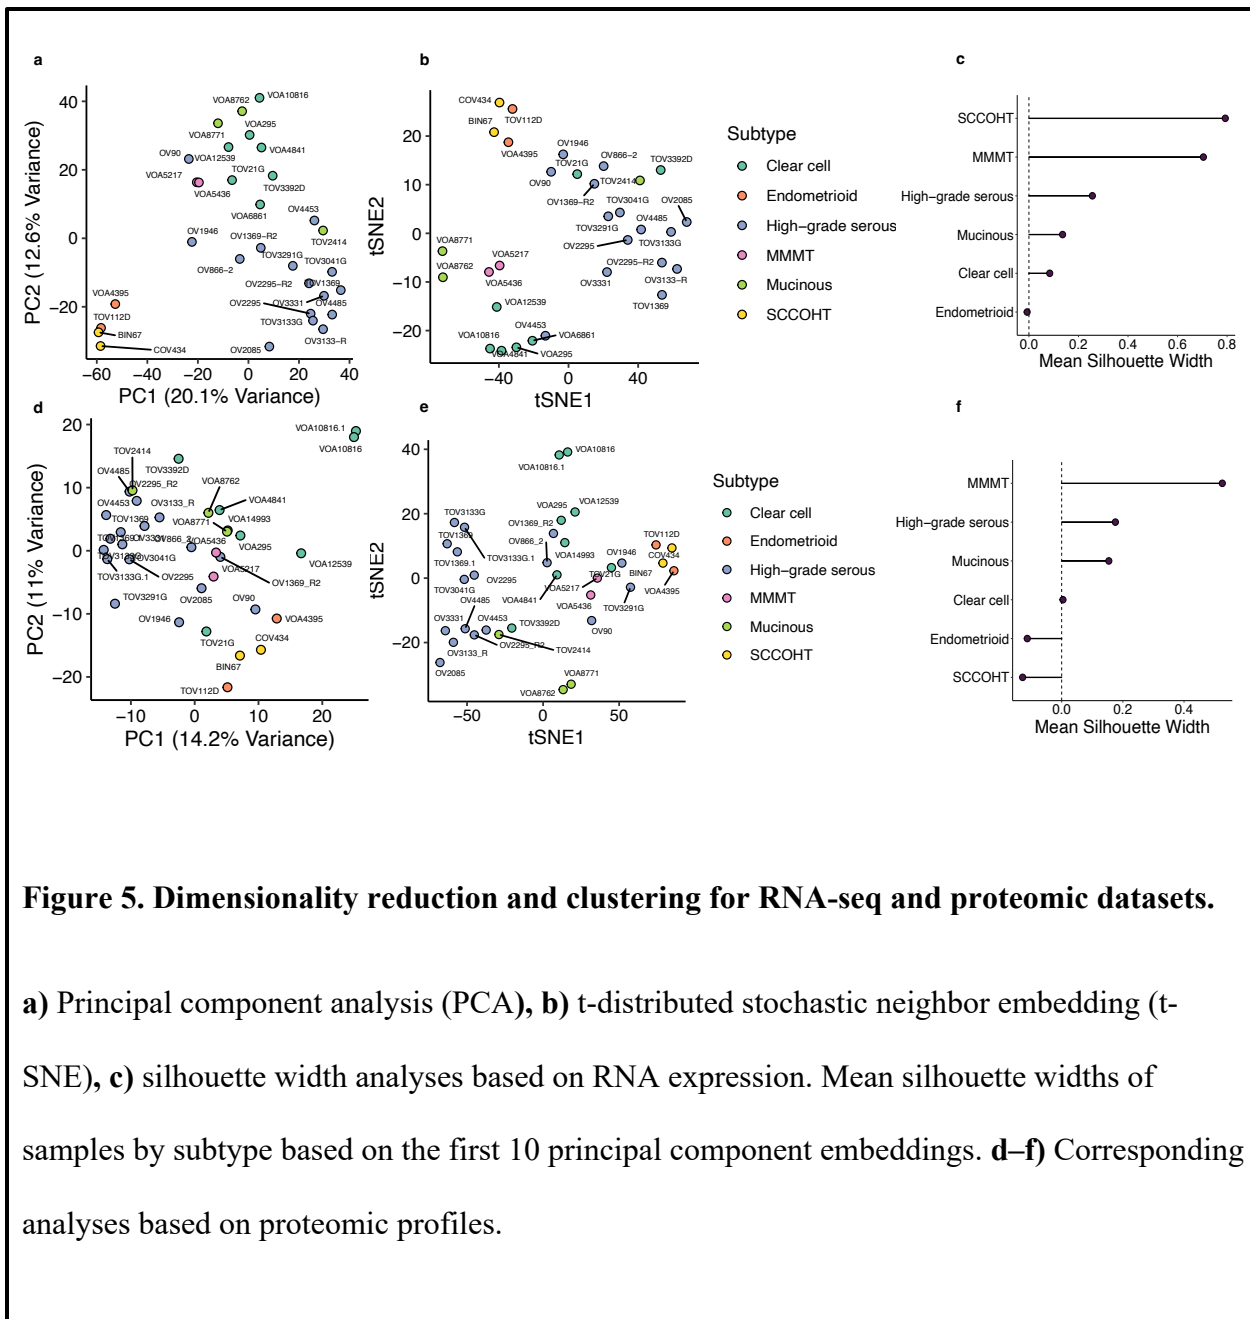 a
40
20
0
−20
−60
−40
−20
0
20
40
PC2 (12.6% Variance)
PC1 (20.1% Variance)
VOA8762
VOA10816
VOA8771
VOA295
OV90
VOA12539
VOA4841
VOA5217
TOV21G
VOA5436
TOV3392D
VOA6861
OV4453
OV1946
OV1369−R2
TOV2414
OV866−2
TOV3291G
TOV3041G
OV2295−R2
OV1369
VOA4395
OV2295
OV3331
OV4485
TOV112D
TOV3133G
BIN67
OV3133−R
COV434
OV2085
b
20
10
0
−10
−20
−40
0
40
tSNE2
tSNE1
COV434
BIN67
TOV112D
VOA4395
OV1946
OV866−2
TOV21G
TOV3392D
OV90
TOV2414
OV1369−R2
TOV3041G
OV2085
TOV3291G
OV4485
OV2295
TOV3133G
VOA8771
VOA5217
OV2295−R2
VOA8762
VOA5436
OV3331
OV3133−R
VOA12539
TOV1369
OV4453
VOA6861
VOA10816
VOA4841
VOA295
Subtype
Clear cell
Endometrioid
High−grade serous
MMMT
Mucinous
SCCOHT
c
SCCOHT
MMMT
High−grade serous
Mucinous
Clear cell
Endometrioid
0.0
0.2
0.4
0.6
0.8
Mean Silhouette Width
d
20
10
0
−10
−20
−10
0
10
20
PC2 (11% Variance)
PC1 (14.2% Variance)
VOA10816.1
VOA10816
TOV2414
OV4485
TOV3392D
OV2295_R2
VOA8762
OV4453
OV3133_R
VOA4841
TOV1369
VOA8771
VOA14993
OV3331
OV866_2
VOA5436
VOA295
TOV3041G
TOV3133G.1
OV2295
VOA5217
VOA12539
OV1369_R2
TOV3291G
OV2085
OV90
OV1946
VOA4395
TOV21G
COV434
BIN67
TOV112D
e
40
20
0
−20
−50
0
50
tSNE2
tSNE1
VOA10816
VOA10816.1
TOV3133G
VOA295
VOA12539
OV1369_R2
TOV1369
OV866_2
TOV112D
TOV3133G.1
VOA14993
OV1946
COV434
TOV1369.1
BIN67
OV2295
TOV21G
VOA5217
VOA4395
TOV3041G
VOA4841
OV4485
VOA5436
TOV3291G
OV3331
OV4453
TOV3392D
OV90
OV2295_R2
OV3133_R
TOV2414
OV2085
VOA8771
VOA8762
Subtype
Clear cell
Endometrioid
High−grade serous
MMMT
Mucinous
SCCOHT
f
MMMT
High−grade serous
Mucinous
Clear cell
Endometrioid
SCCOHT
0.0
0.2
0.4
Mean Silhouette Width
Figure 5. Dimensionality reduction and clustering for RNA-seq and proteomic datasets.
a) Principal component analysis (PCA), b) t-distributed stochastic neighbor embedding (t-
SNE), c) silhouette width analyses based on RNA expression. Mean silhouette widths of
samples by subtype based on the first 10 principal component embeddings. d–f) Corresponding
analyses based on proteomic profiles.